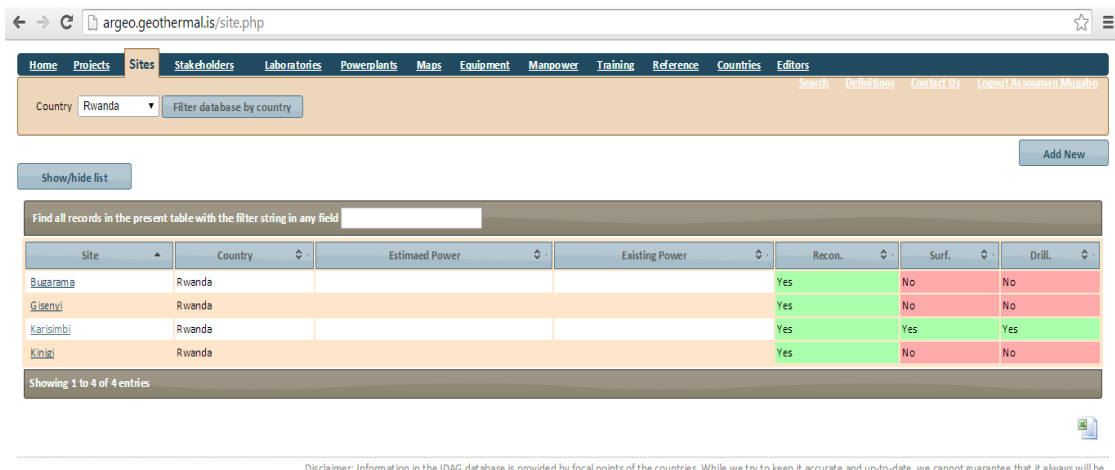 argeo.geothermal.is/site.php
Home Projects Sites Stakeholders Laboratories Powerplants Maps Equipment Manpower Training Reference Countries Editors
Search Definitions Contact Us Logout Assouman Mugabo
Country Rwanda Filter database by country
Add New
Show/hide list
Find all records in the present table with the filter string in any field
Site Country Estimaed Power Existing Power Recon. Surf. Drill.
Bugarama Rwanda Yes No No
Gisenyi Rwanda Yes No No
Karisimbi Rwanda Yes Yes Yes
Kinigi Rwanda Yes No No
Showing 1 to 4 of 4 entries
Disclaimer: Information in the IDAG database is provided by focal points of the countries. While we try to keep it accurate and up-to-date, we cannot guarantee that it always will be